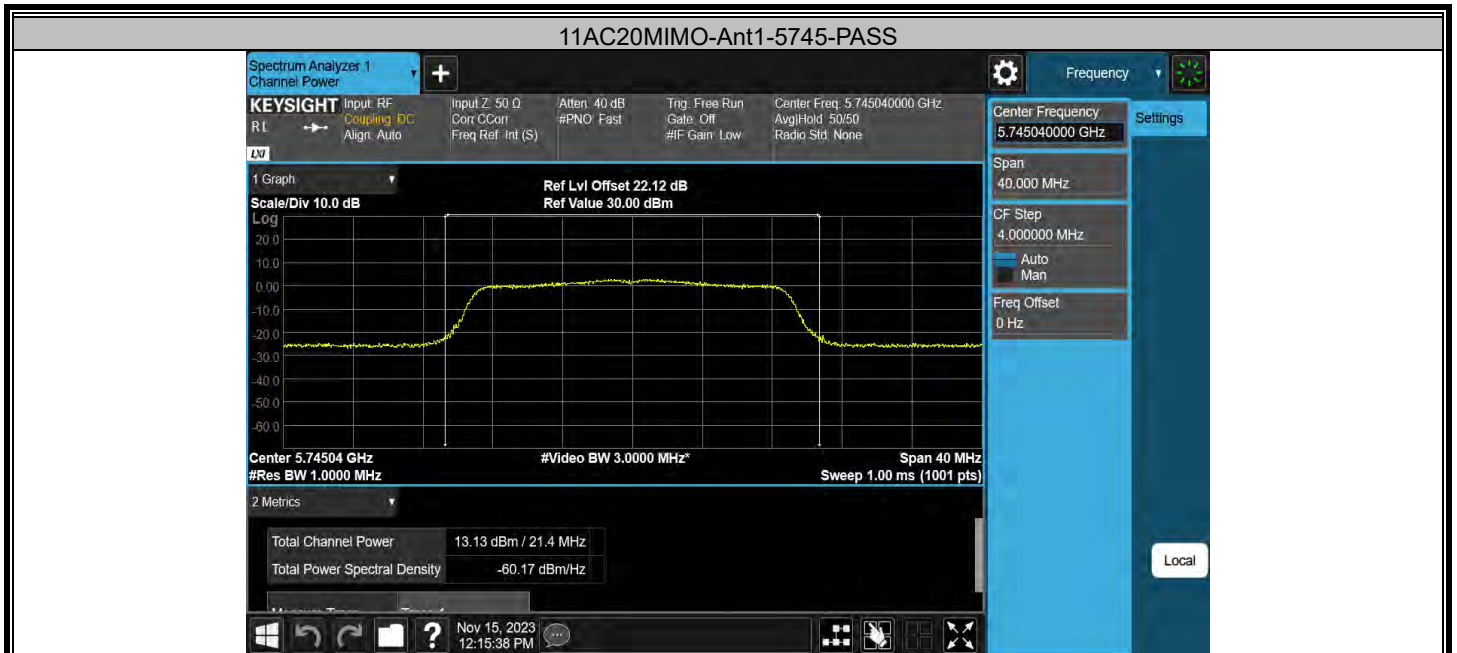 11AC20MIMO-Ant1-5745-PASS
Spectrum Analyzer 1
Channel Power
Frequency
KEYSIGHT
R L
LXI
Input: RF
Coupling: DC
Align: Auto
Input Z: 50 Ω
Corr CCorr
Freq Ref: Int (S)
Atten: 40 dB
#PNO: Fast
Trig: Free Run
Gate: Off
#IF Gain: Low
Center Freq: 5.745040000 GHz
Avg|Hold: 50/50
Radio Std: None
Center Frequency
5.745040000 GHz
Settings
Span
40.000 MHz
CF Step
4.000000 MHz
Auto
Man
Freq Offset
0 Hz
1 Graph
Ref Lvl Offset 22.12 dB
Scale/Div 10.0 dB
Ref Value 30.00 dBm
Log
20.0
10.0
0.00
-10.0
-20.0
-30.0
-40.0
-50.0
-60.0
Center 5.74504 GHz
#Video BW 3.0000 MHz*
Span 40 MHz
#Res BW 1.0000 MHz
Sweep 1.00 ms (1001 pts)
2 Metrics
Total Channel Power
13.13 dBm / 21.4 MHz
Total Power Spectral Density
-60.17 dBm/Hz
Local
?
Nov 15, 2023
12:15:38 PM